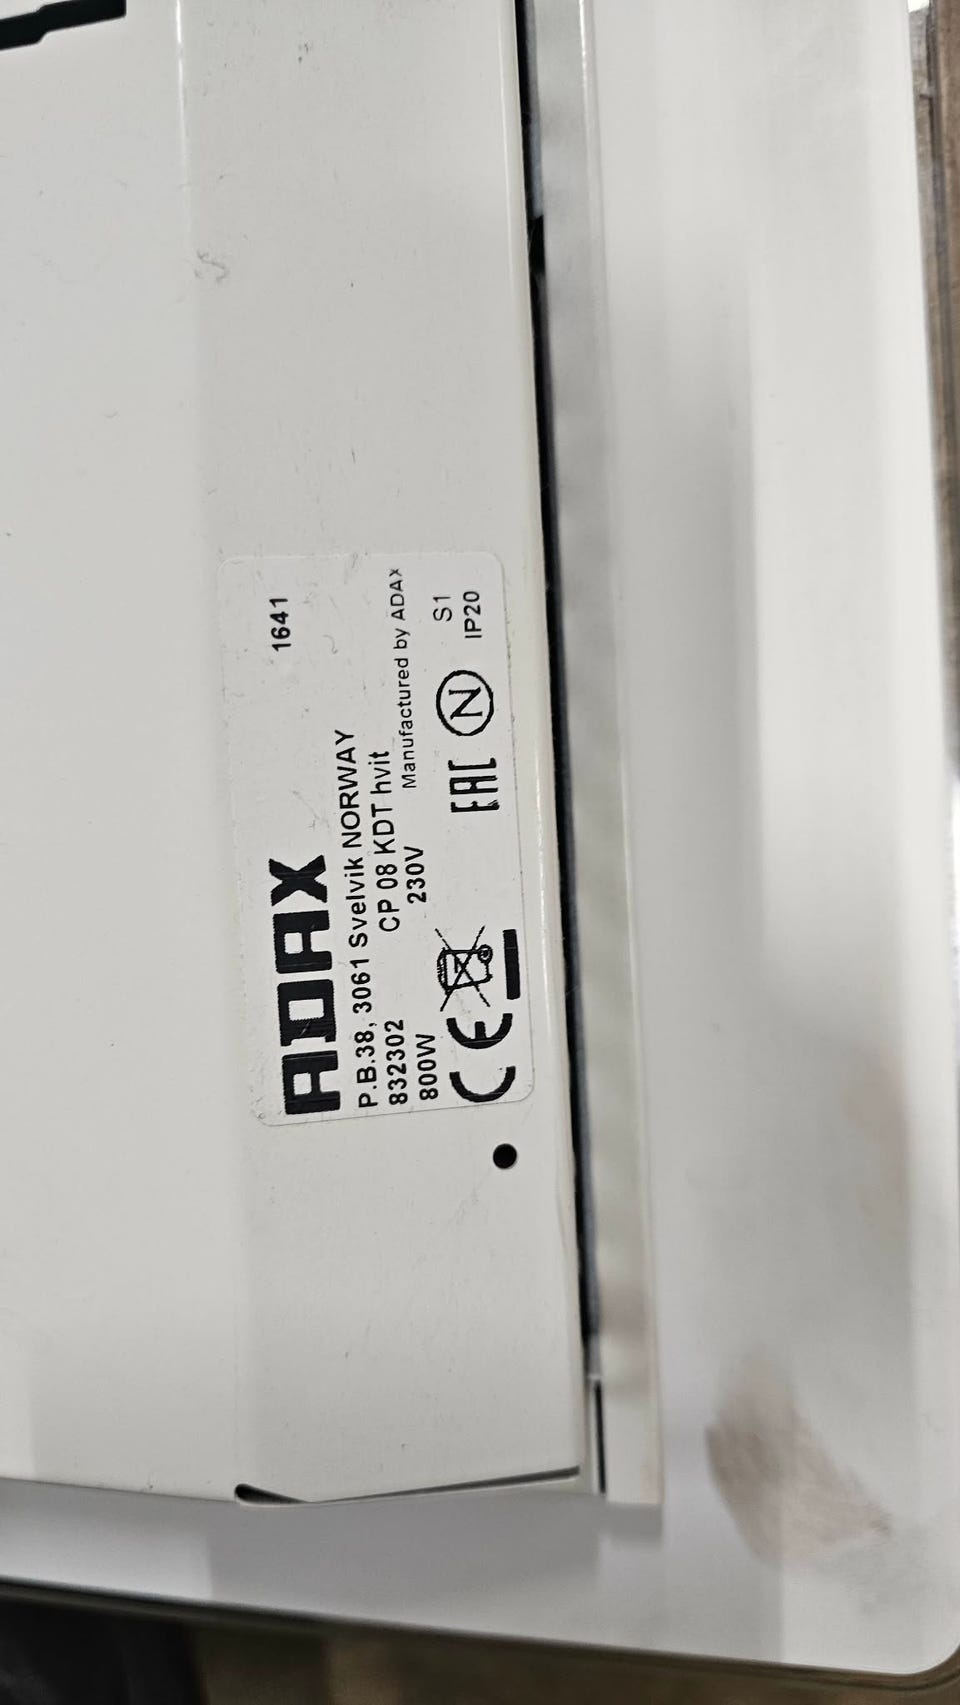 ADAX 1641
P.B.38, 3061 Svelvik NORWAY
832302 CP 08 KDT hvit
800W 230V Manufactured by ADAX
CE EAC N S1
IP20